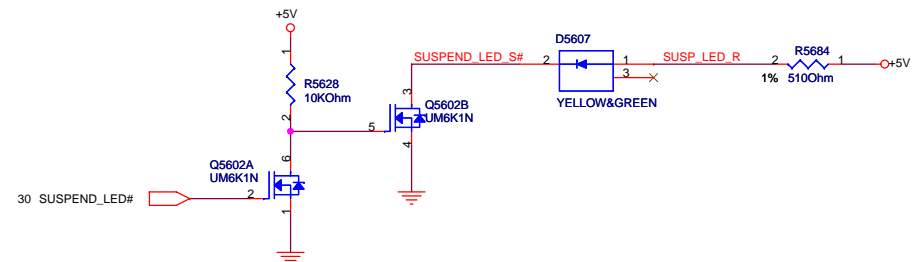 +5V
1
R5628
10KOhm
2
SUSPEND_LED_S#
2
D5607
1
3
YELLOW&GREEN
SUSP_LED_R
2
R5684
1
1%
510Ohm
+5V
3
Q5602B
UM6K1N
5
4
6
Q5602A
UM6K1N
2
1
30
SUSPEND_LED#